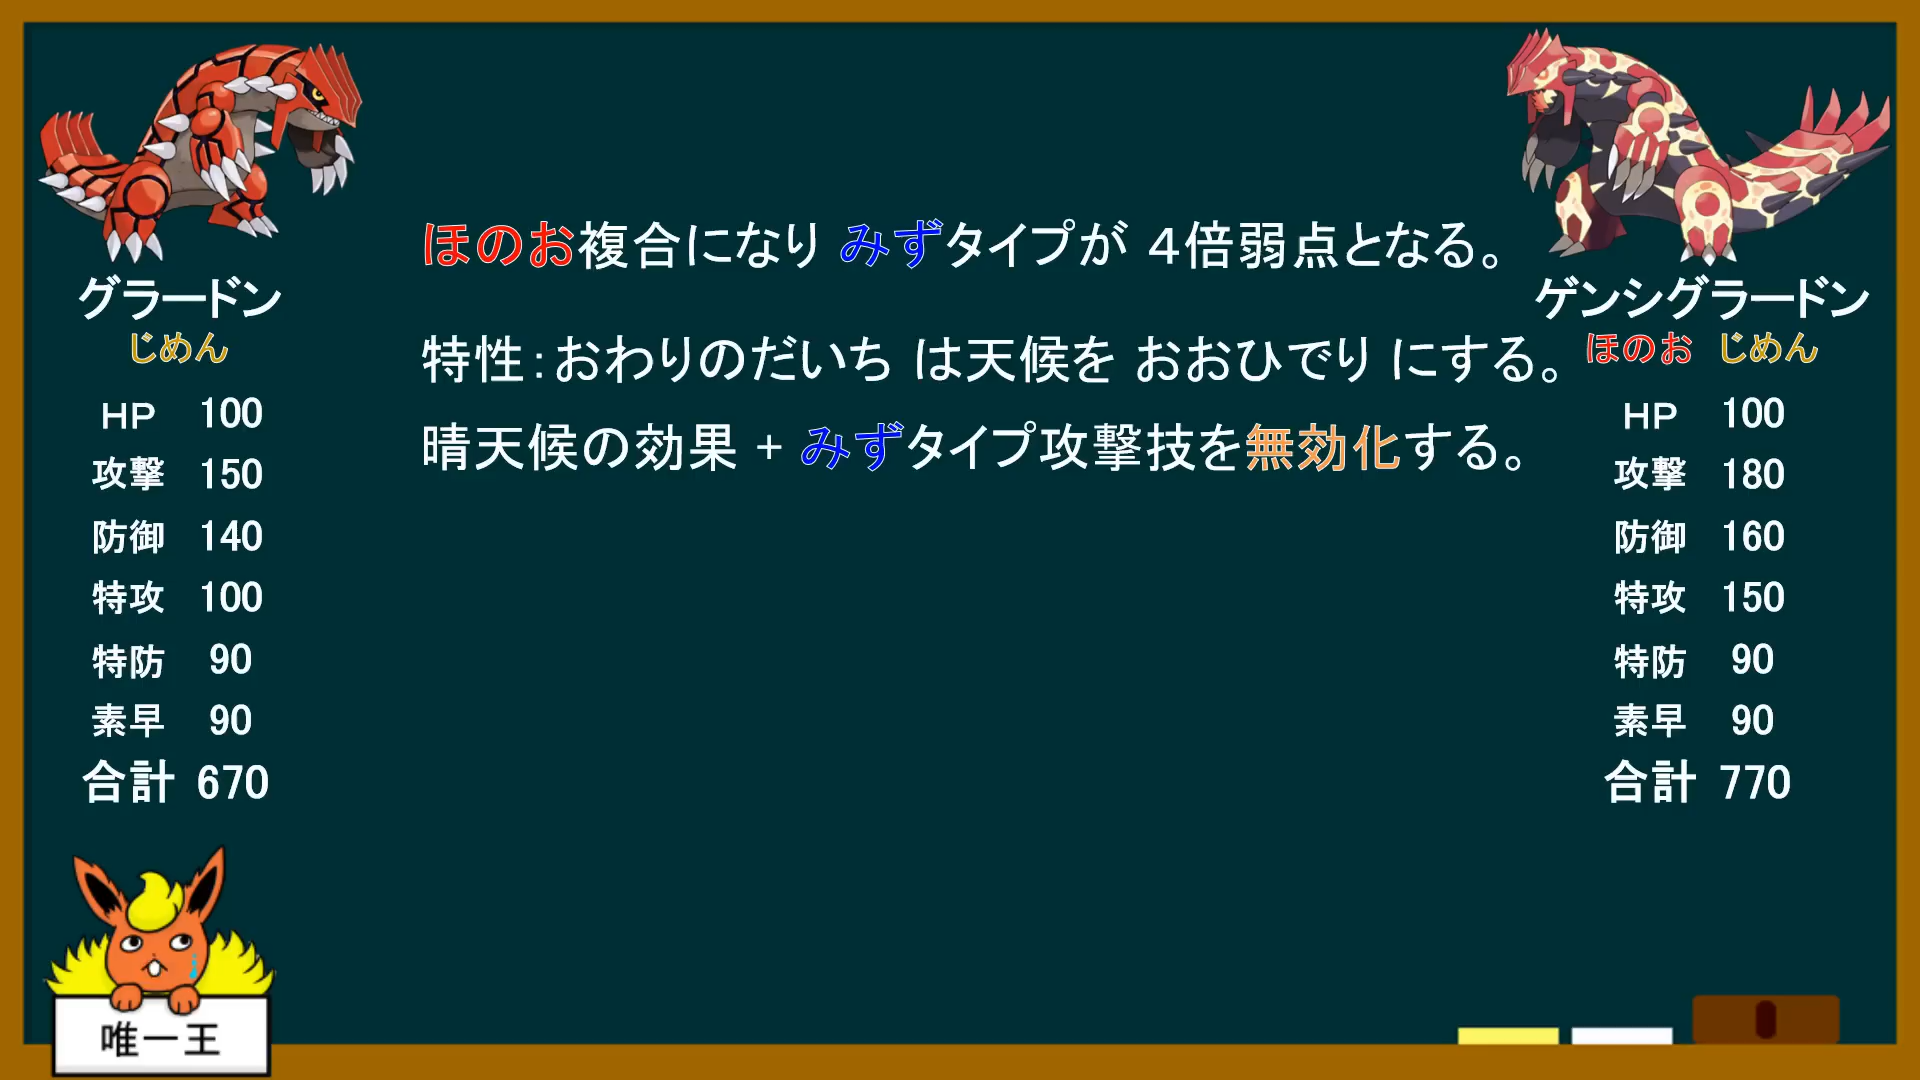 ほのお複合になり みずタイプが ４倍弱点となる。
特性：おわりのだいち は天候を おおひでり にする。
晴天候の効果 + みずタイプ攻撃技を無効化する。
グラードン
じめん
HP 100
攻撃 150
防御 140
特攻 100
特防 90
素早 90
合計 670
ゲンシグラードン
ほのお じめん
HP 100
攻撃 180
防御 160
特攻 150
特防 90
素早 90
合計 770
唯一王